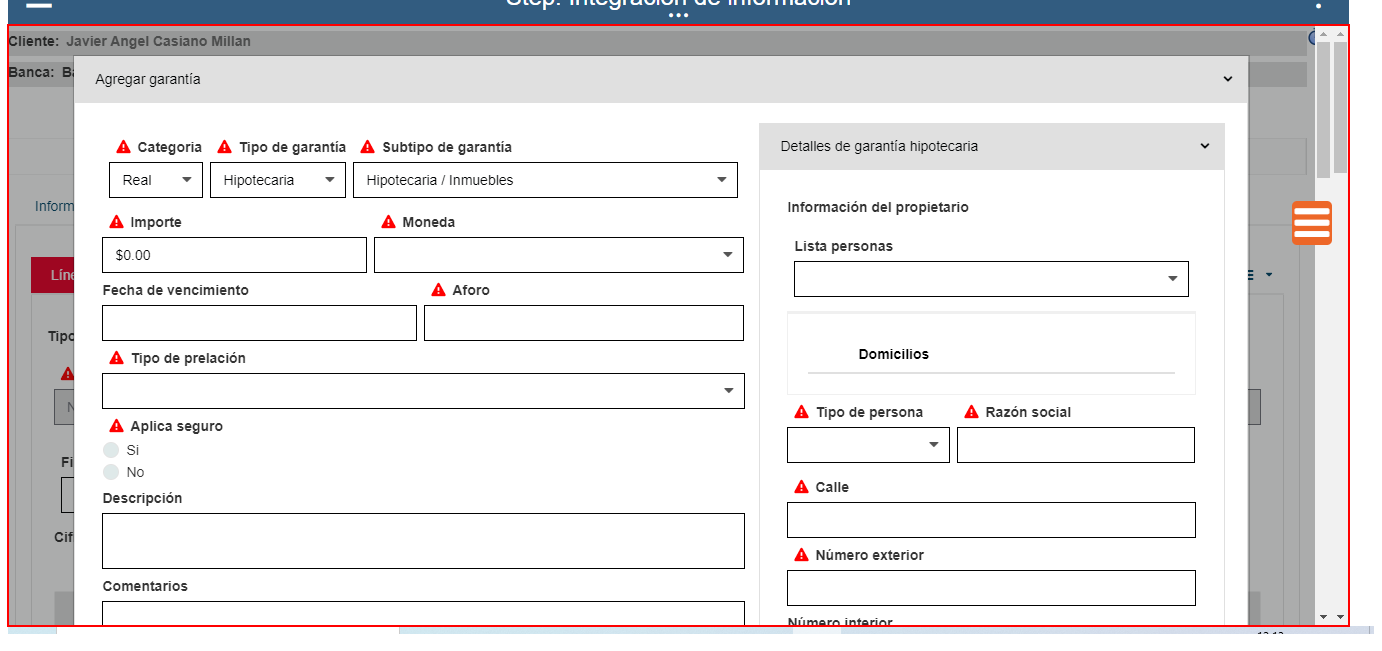 Step: Integración de información
Cliente: Javier Angel Casiano Millan
Banca:
Agregar garantía
Categoria Tipo de garantía Subtipo de garantía
Real Hipotecaria Hipotecaria / Inmuebles
Importe Moneda
$0.00
Fecha de vencimiento Aforo
Tipo de prelación
Aplica seguro
Si
No
Descripción
Comentarios
Detalles de garantía hipotecaria
Información del propietario
Lista personas
Domicilios
Tipo de persona Razón social
Calle
Número exterior
Número interior